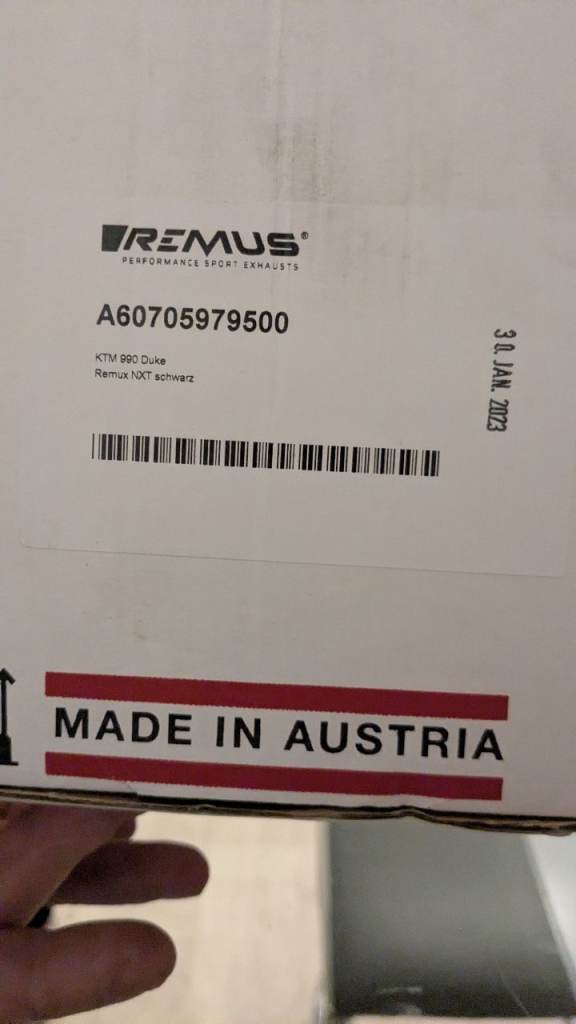 REMUS®
PERFORMANCE SPORT EXHAUSTS
A60705979500
KTM 990 Duke
Remux NXT schwarz
30. JAN. 2023
MADE IN AUSTRIA